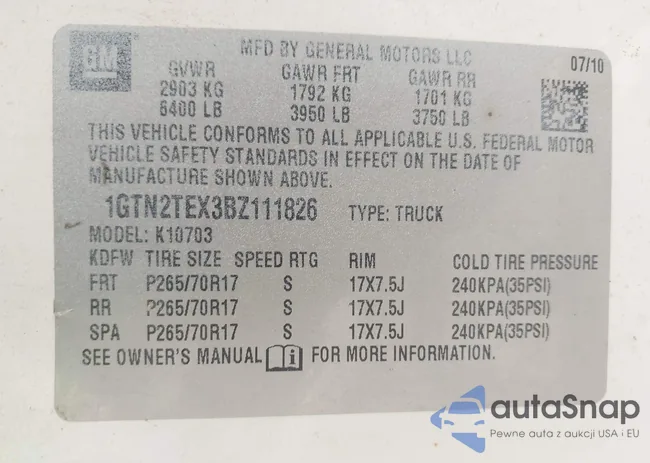 GM
MFD BY GENERAL MOTORS LLC
07/10
GVWR GAWR FRT GAWR RR
2903 KG 1792 KG 1701 KG
6400 LB 3950 LB 3750 LB
THIS VEHICLE CONFORMS TO ALL APPLICABLE U.S. FEDERAL MOTOR
VEHICLE SAFETY STANDARDS IN EFFECT ON THE DATE OF
MANUFACTURE SHOWN ABOVE.
1GTN2TEX3BZ111826 TYPE: TRUCK
MODEL: K10703
KDFW TIRE SIZE SPEED RTG RIM COLD TIRE PRESSURE
FRT P265/70R17 S 17X7.5J 240KPA(35PSI)
RR P265/70R17 S 17X7.5J 240KPA(35PSI)
SPA P265/70R17 S 17X7.5J 240KPA(35PSI)
SEE OWNER'S MANUAL FOR MORE INFORMATION.
autaSnap
Pewne auta z aukcji USA i EU